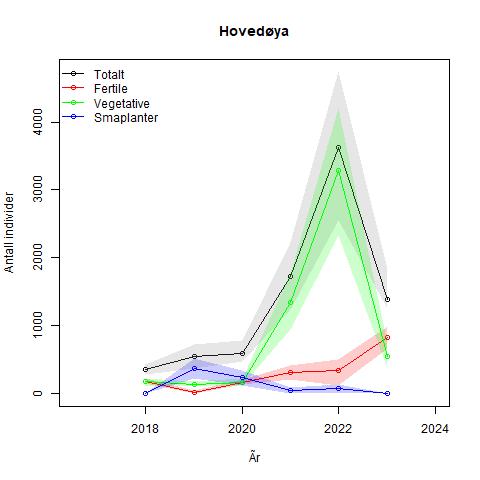 Hovedøya
Totalt
Fertile
Vegetative
Smaplanter
Antall individer
0
1000
2000
3000
4000
2018
2020
2022
2024
Ãr